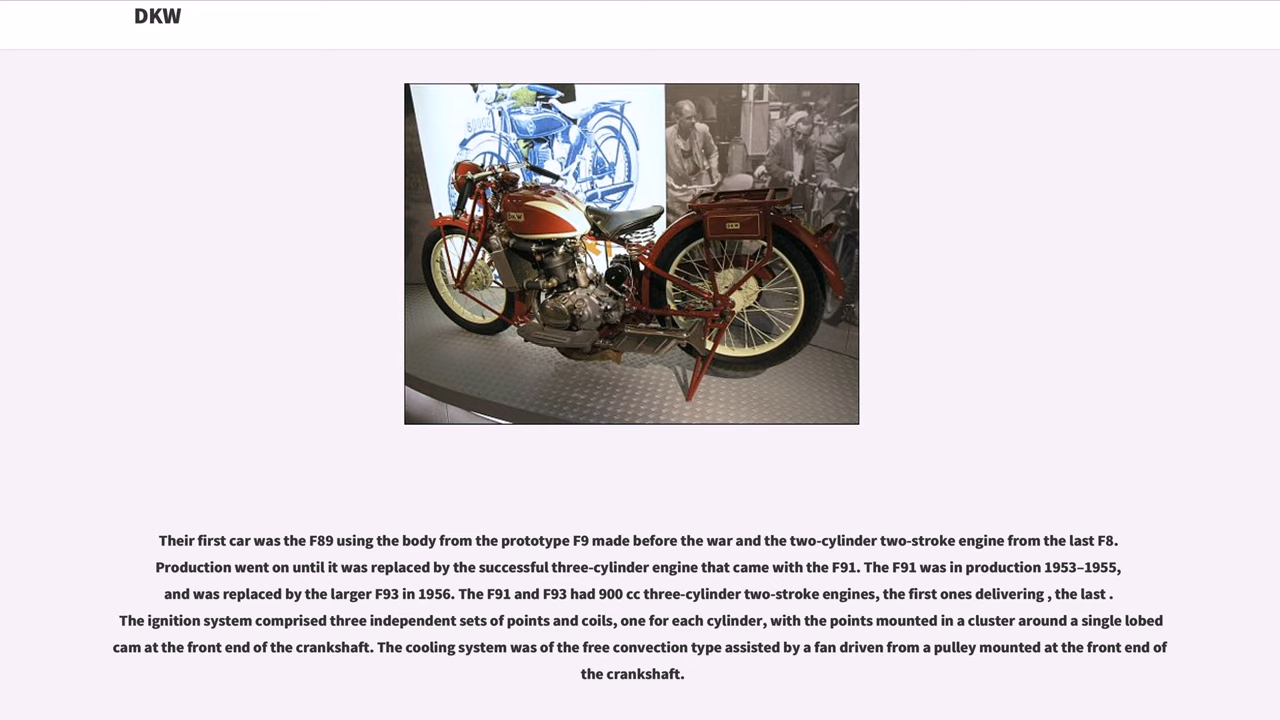 DKW
DKW
DKW
Their first car was the F89 using the body from the prototype F9 made before the war and the two-cylinder two-stroke engine from the last F8.
Production went on until it was replaced by the successful three-cylinder engine that came with the F91. The F91 was in production 1953–1955,
and was replaced by the larger F93 in 1956. The F91 and F93 had 900 cc three-cylinder two-stroke engines, the first ones delivering , the last .
The ignition system comprised three independent sets of points and coils, one for each cylinder, with the points mounted in a cluster around a single lobed
cam at the front end of the crankshaft. The cooling system was of the free convection type assisted by a fan driven from a pulley mounted at the front end of
the crankshaft.